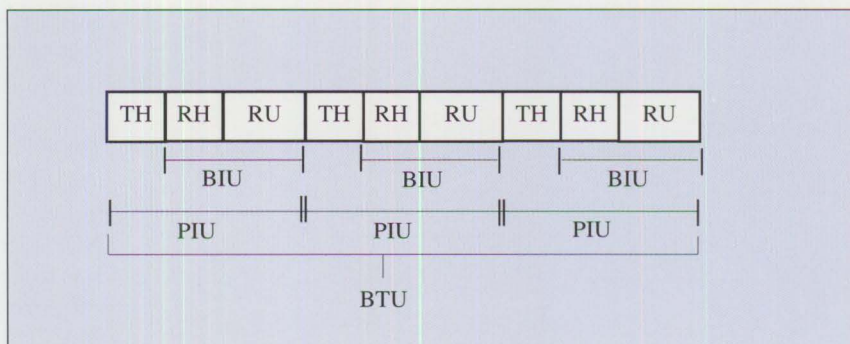 TH RH RU TH RH RU TH RH RU
BIU BIU BIU
PIU PIU PIU
BTU